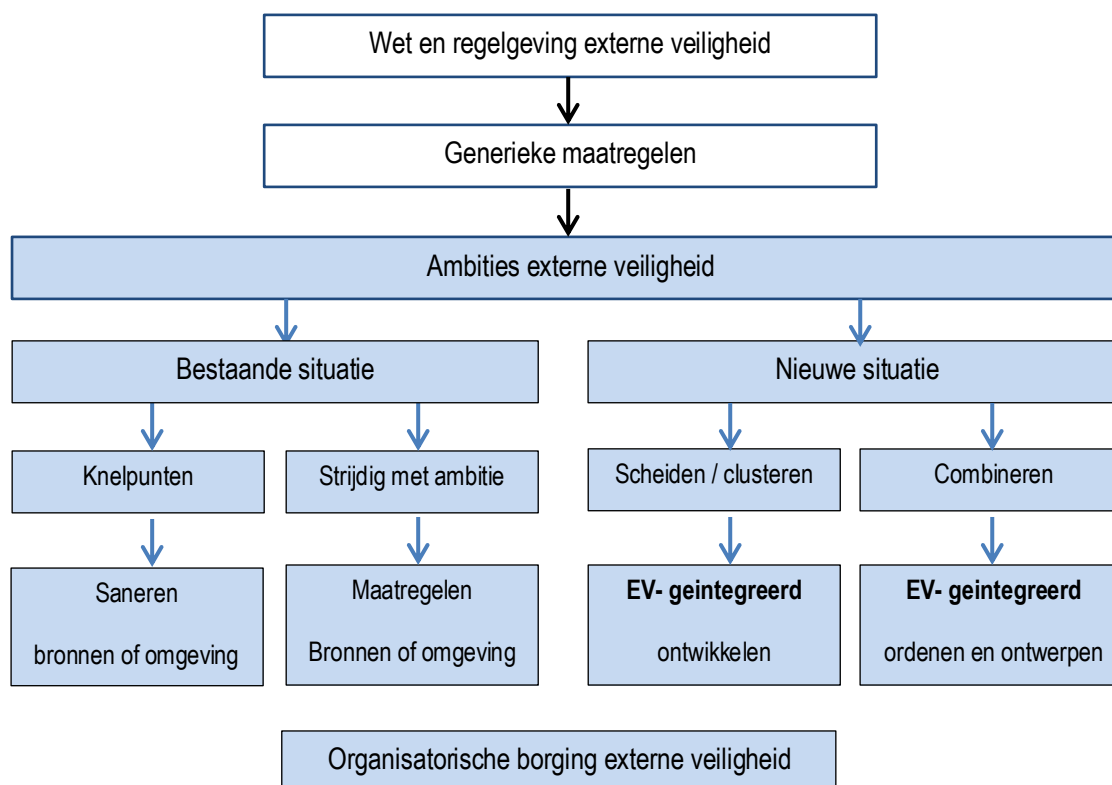 Wet en regelgeving externe veiligheid
Generieke maatregelen
Ambities externe veiligheid
Bestaande situatie
Nieuwe situatie
Knelpunten
Strijdig met ambitie
Scheiden / clusteren
Combineren
Saneren
bronnen of omgeving
Maatregelen
Bronnen of omgeving
EV- geintegreerd
ontwikkelen
EV- geintegreerd
ordenen en ontwerpen
Organisatorische borging externe veiligheid